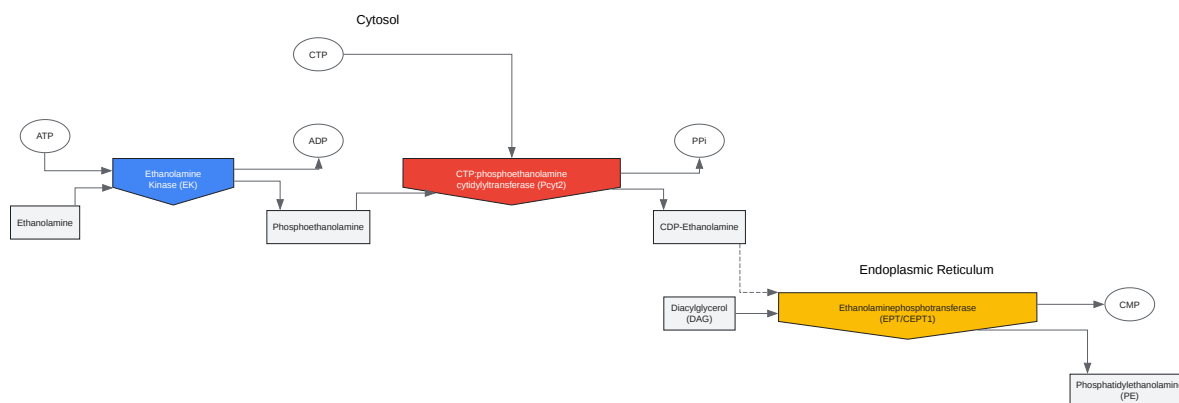 Cytosol
CTP
ATP
ADP
PPi
Ethanolamine
Kinase (EK)
CTP:phosphoethanolamine
cytidylyltransferase (Pcyt2)
Ethanolamine
Phosphoethanolamine
CDP-Ethanolamine
Endoplasmic Reticulum
Diacylglycerol
(DAG)
Ethanolaminephosphotransferase
(EPT/CEPT1)
CMP
Phosphatidylethanolamine
(PE)